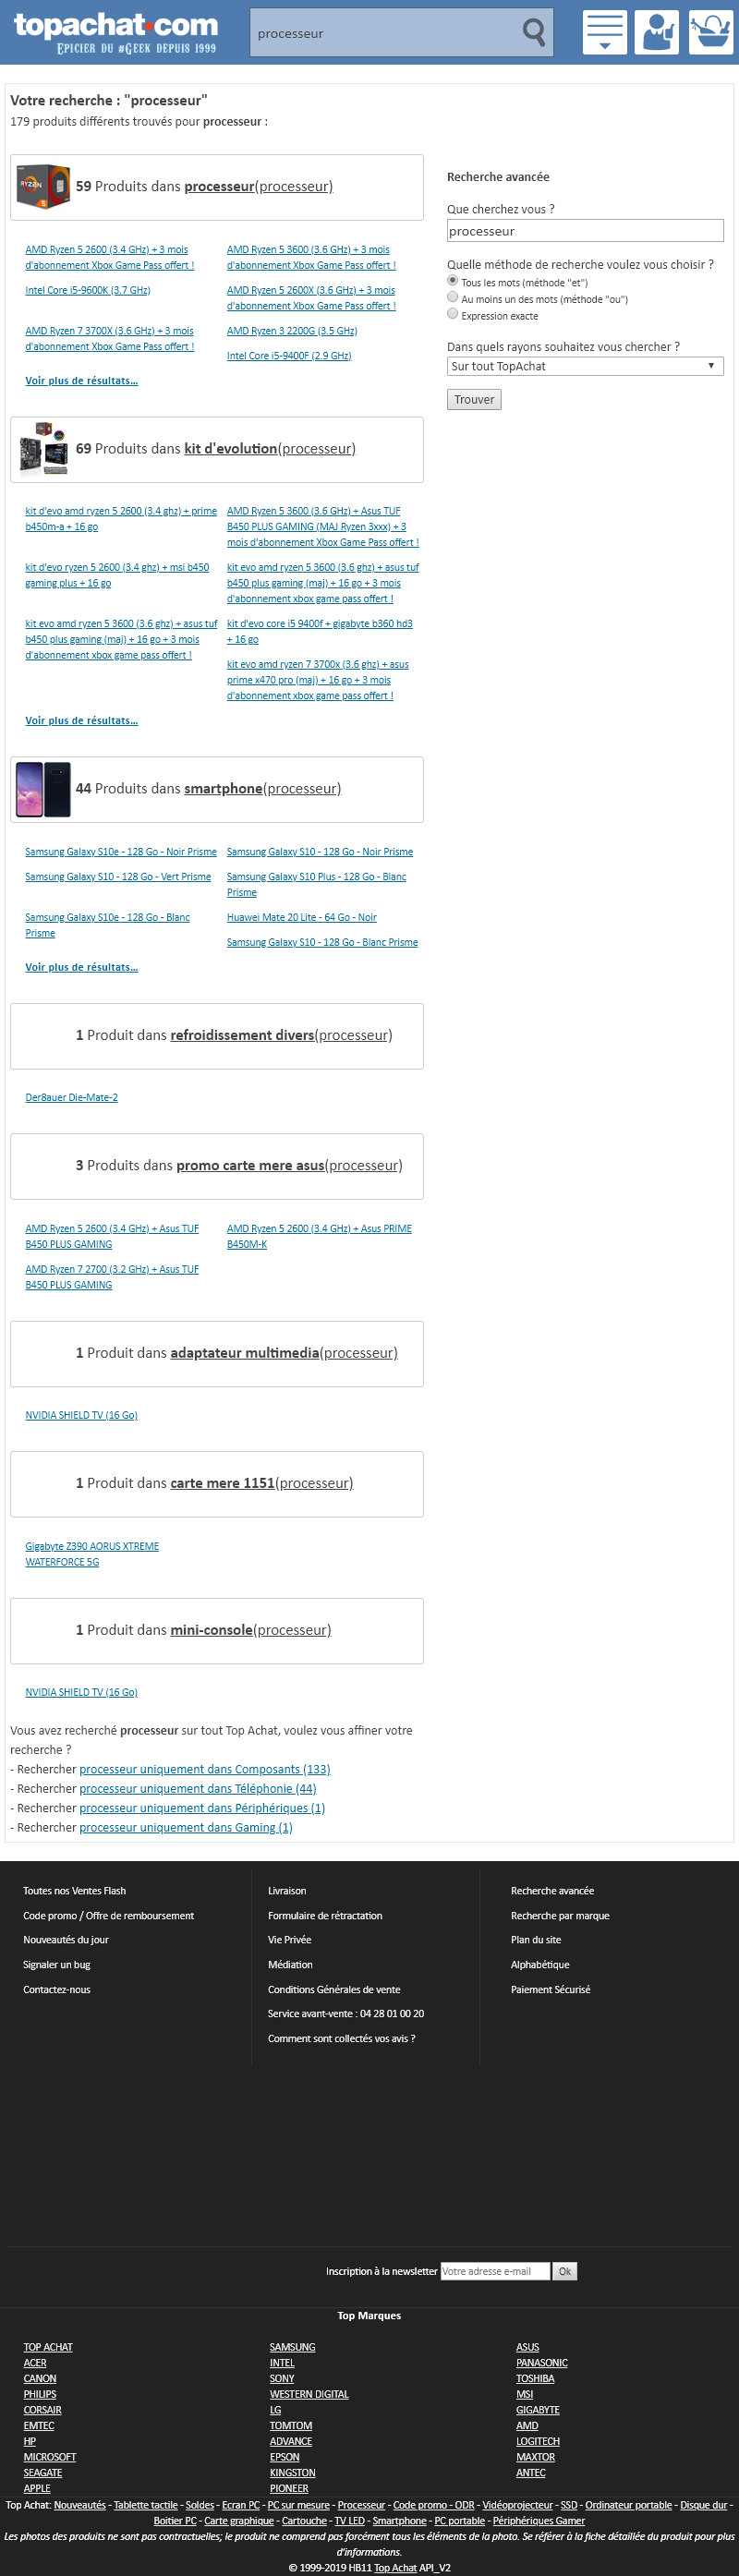 topachat.com
EPICIER DU #GEEK DEPUIS 1999
processeur
Votre recherche : "processeur"
179 produits différents trouvés pour processeur :
RYZEN
5
59 Produits dans processeur(processeur)
AMD Ryzen 5 2600 (3.4 GHz) + 3 mois
d'abonnement Xbox Game Pass offert !
Intel Core i5-9600K (3.7 GHz)
AMD Ryzen 7 3700X (3.6 GHz) + 3 mois
d'abonnement Xbox Game Pass offert !
AMD Ryzen 5 3600 (3.6 GHz) + 3 mois
d'abonnement Xbox Game Pass offert !
AMD Ryzen 5 2600X (3.6 GHz) + 3 mois
d'abonnement Xbox Game Pass offert !
AMD Ryzen 3 2200G (3.5 GHz)
Intel Core i5-9400F (2.9 GHz)
Voir plus de résultats...
69 Produits dans kit d'evolution(processeur)
kit d'evo amd ryzen 5 2600 (3.4 ghz) + prime
b450m-a + 16 go
kit d'evo ryzen 5 2600 (3.4 ghz) + msi b450
gaming plus + 16 go
kit evo amd ryzen 5 3600 (3.6 ghz) + asus tuf
b450 plus gaming (maj) + 16 go + 3 mois
d'abonnement xbox game pass offert !
AMD Ryzen 5 3600 (3.6 GHz) + Asus TUF
B450 PLUS GAMING (MAJ Ryzen 3xxx) + 3
mois d'abonnement Xbox Game Pass offert !
kit evo amd ryzen 5 3600 (3.6 ghz) + asus tuf
b450 plus gaming (maj) + 16 go + 3 mois
d'abonnement xbox game pass offert !
kit d'evo core i5 9400f + gigabyte b360 hd3
+ 16 go
kit evo amd ryzen 7 3700x (3.6 ghz) + asus
prime x470 pro (maj) + 16 go + 3 mois
d'abonnement xbox game pass offert !
Voir plus de résultats...
44 Produits dans smartphone(processeur)
Samsung Galaxy S10e - 128 Go - Noir Prisme
Samsung Galaxy S10 - 128 Go - Vert Prisme
Samsung Galaxy S10e - 128 Go - Blanc
Prisme
Samsung Galaxy S10 - 128 Go - Noir Prisme
Samsung Galaxy S10 Plus - 128 Go - Blanc
Prisme
Huawei Mate 20 Lite - 64 Go - Noir
Samsung Galaxy S10 - 128 Go - Blanc Prisme
Voir plus de résultats...
1 Produit dans refroidissement divers(processeur)
Der8auer Die-Mate-2
3 Produits dans promo carte mere asus(processeur)
AMD Ryzen 5 2600 (3.4 GHz) + Asus TUF
B450 PLUS GAMING
AMD Ryzen 7 2700 (3.2 GHz) + Asus TUF
B450 PLUS GAMING
AMD Ryzen 5 2600 (3.4 GHz) + Asus PRIME
B450M-K
1 Produit dans adaptateur multimedia(processeur)
NVIDIA SHIELD TV (16 Go)
1 Produit dans carte mere 1151(processeur)
Gigabyte Z390 AORUS XTREME
WATERFORCE 5G
1 Produit dans mini-console(processeur)
NVIDIA SHIELD TV (16 Go)
Vous avez recherché processeur sur tout Top Achat, voulez vous affiner votre
recherche ?
- Rechercher processeur uniquement dans Composants (133)
- Rechercher processeur uniquement dans Téléphonie (44)
- Rechercher processeur uniquement dans Périphériques (1)
- Rechercher processeur uniquement dans Gaming (1)
Recherche avancée
Que cherchez vous ?
processeur
Quelle méthode de recherche voulez vous choisir ?
Tous les mots (méthode "et")
Au moins un des mots (méthode "ou")
Expression exacte
Dans quels rayons souhaitez vous chercher ?
Sur tout TopAchat
Trouver
Toutes nos Ventes Flash
Code promo / Offre de remboursement
Nouveautés du jour
Signaler un bug
Contactez-nous
Livraison
Formulaire de rétractation
Vie Privée
Médiation
Conditions Générales de vente
Service avant-vente : 04 28 01 00 20
Comment sont collectés vos avis ?
Recherche avancée
Recherche par marque
Plan du site
Alphabétique
Paiement Sécurisé
Inscription à la newsletter Votre adresse e-mail Ok
Top Marques
TOP ACHAT
ACER
CANON
PHILIPS
CORSAIR
EMTEC
HP
MICROSOFT
SEAGATE
APPLE
SAMSUNG
INTEL
SONY
WESTERN DIGITAL
LG
TOMTOM
ADVANCE
EPSON
KINGSTON
PIONEER
ASUS
PANASONIC
TOSHIBA
MSI
GIGABYTE
AMD
LOGITECH
MAXTOR
ANTEC
Top Achat: Nouveautés - Tablette tactile - Soldes - Ecran PC - PC sur mesure - Processeur - Code promo - ODR - Vidéoprojecteur - SSD - Ordinateur portable - Disque dur -
Boitier PC - Carte graphique - Cartouche - TV LED - Smartphone - PC portable - Périphériques Gamer
Les photos des produits ne sont pas contractuelles; le produit ne comprend pas forcément tous les éléments de la photo. Se référer à la fiche détaillée du produit pour plus
d'informations.
© 1999-2019 HB11 Top Achat API_V2